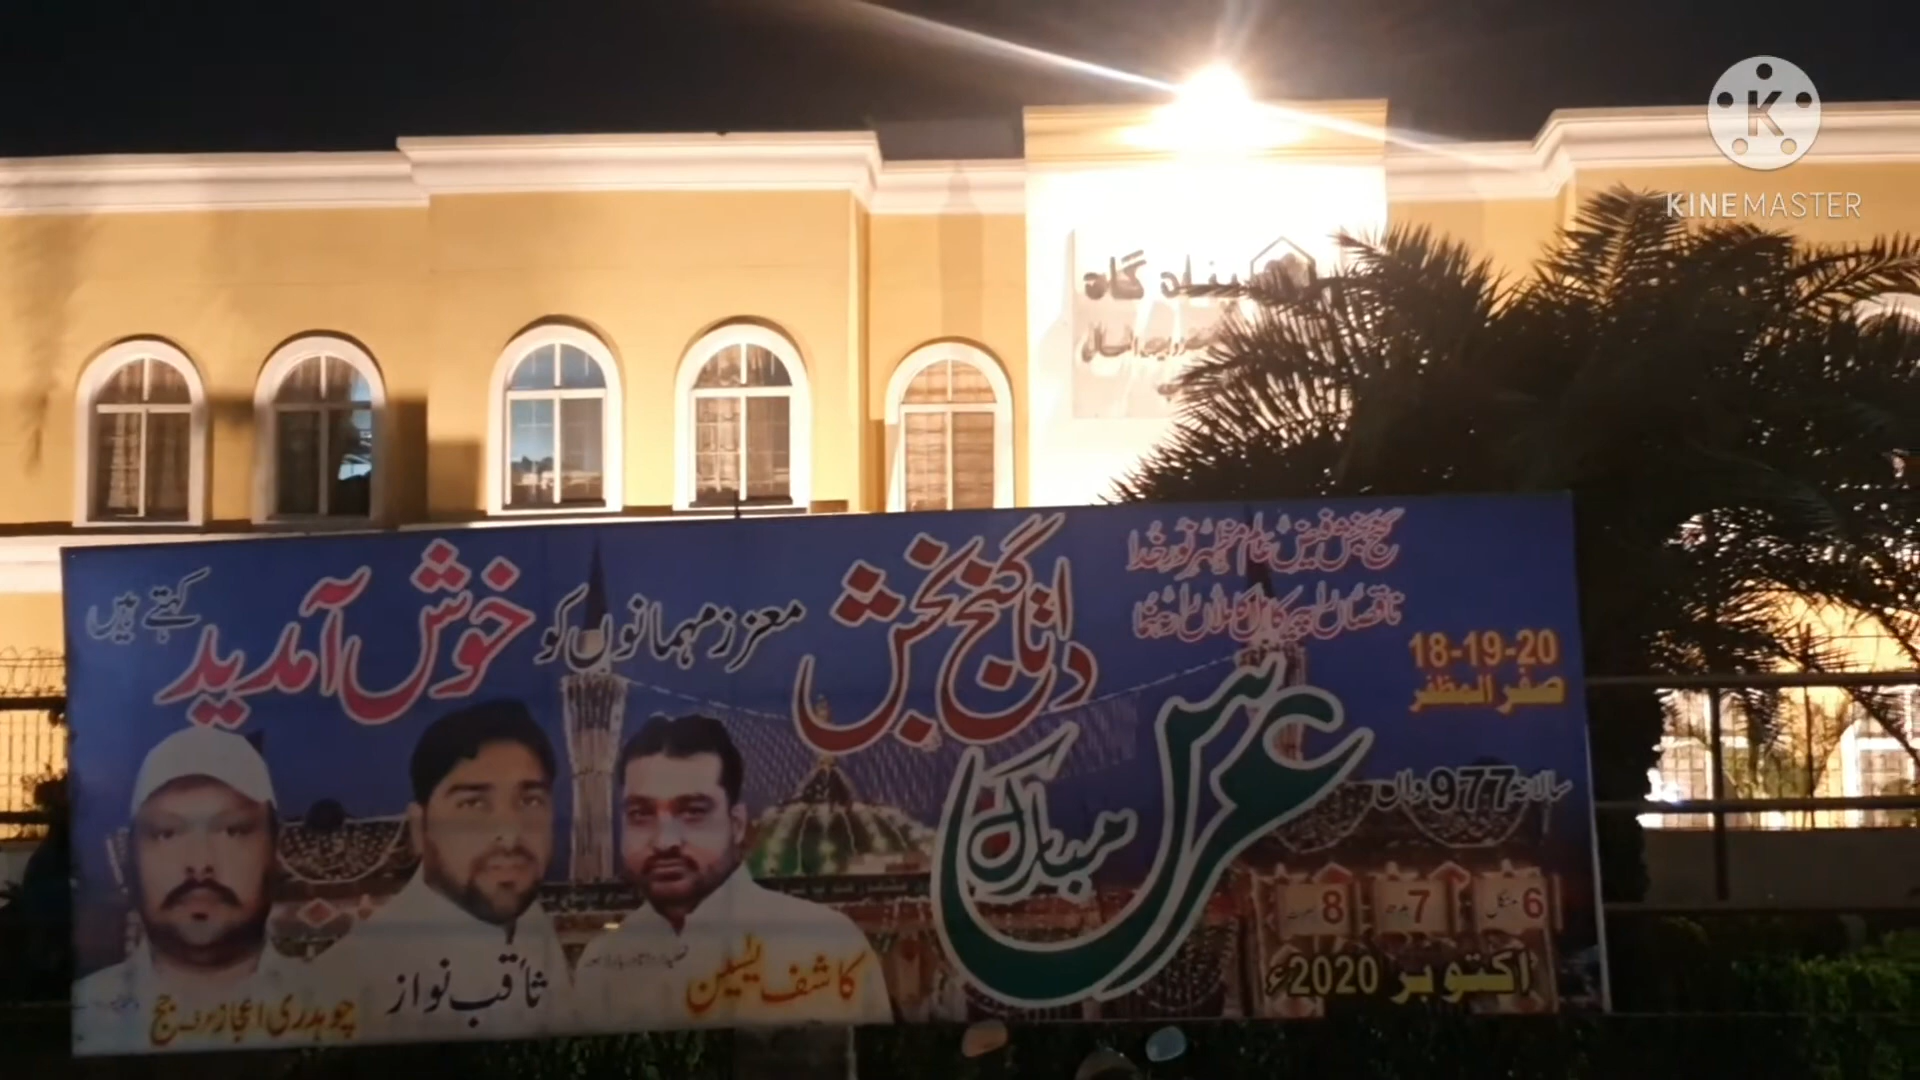 KINEMASTER
پناہ گاہ
گنج بخش فیض عالم مظہر نور خدا
ناقصاں را پیر کامل کاملاں را رہنما
داتا گنج بخش
معزز مہمانوں کو خوش آمدید کہتے ہیں
عرس مبارک
18-19-20
صفر المظفر
سالانہ 977 واں
6 منگل 7 بدھ 8
اکتوبر 2020ء
کاشف یٰسین
ثاقب نواز
چوہدری اعجاز